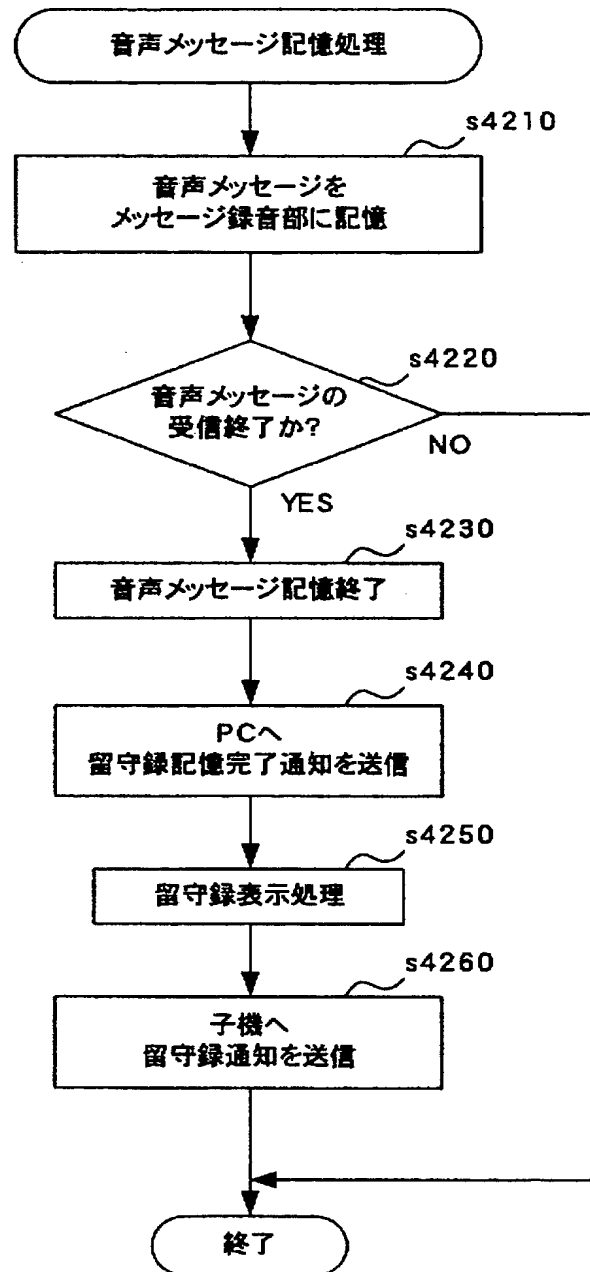 音声メッセージ記憶処理
s4210
音声メッセージを
メッセージ録音部に記憶
s4220
音声メッセージの
受信終了か?
NO
YES
s4230
音声メッセージ記憶終了
s4240
PCへ
留守録記憶完了通知を送信
s4250
留守録表示処理
s4260
子機へ
留守録通知を送信
終了